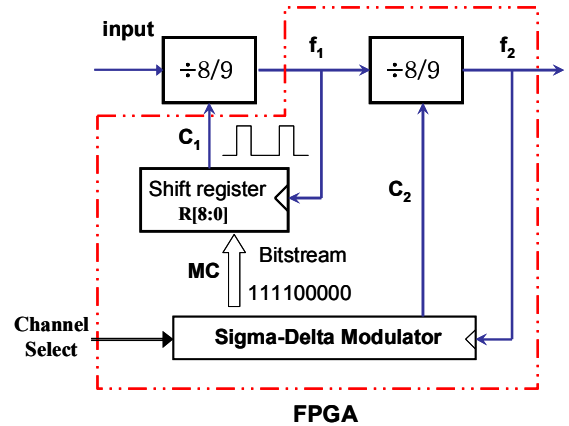 input
f1
f2
÷8/9
÷8/9
C1
C2
Shift register
R[8:0]
MC
Bitstream
111100000
Channel
Select
Sigma-Delta Modulator
FPGA